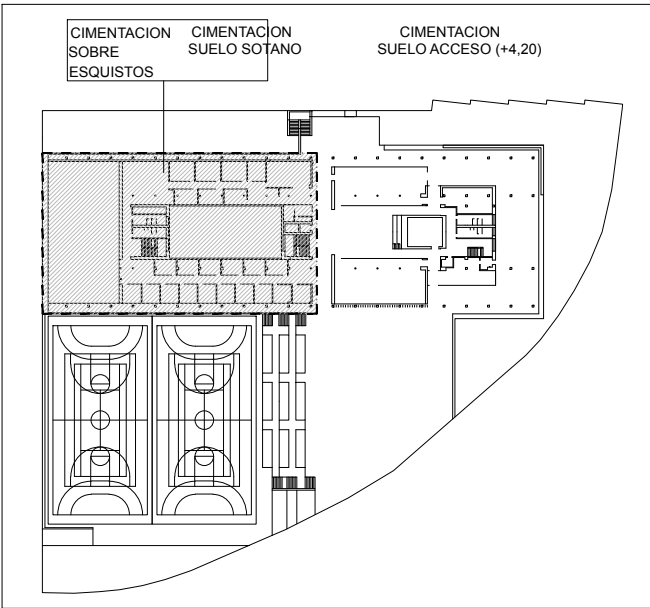 CIMENTACION
SOBRE
ESQUISTOS
CIMENTACION
SUELO SOTANO
CIMENTACION
SUELO ACCESO (+4,20)